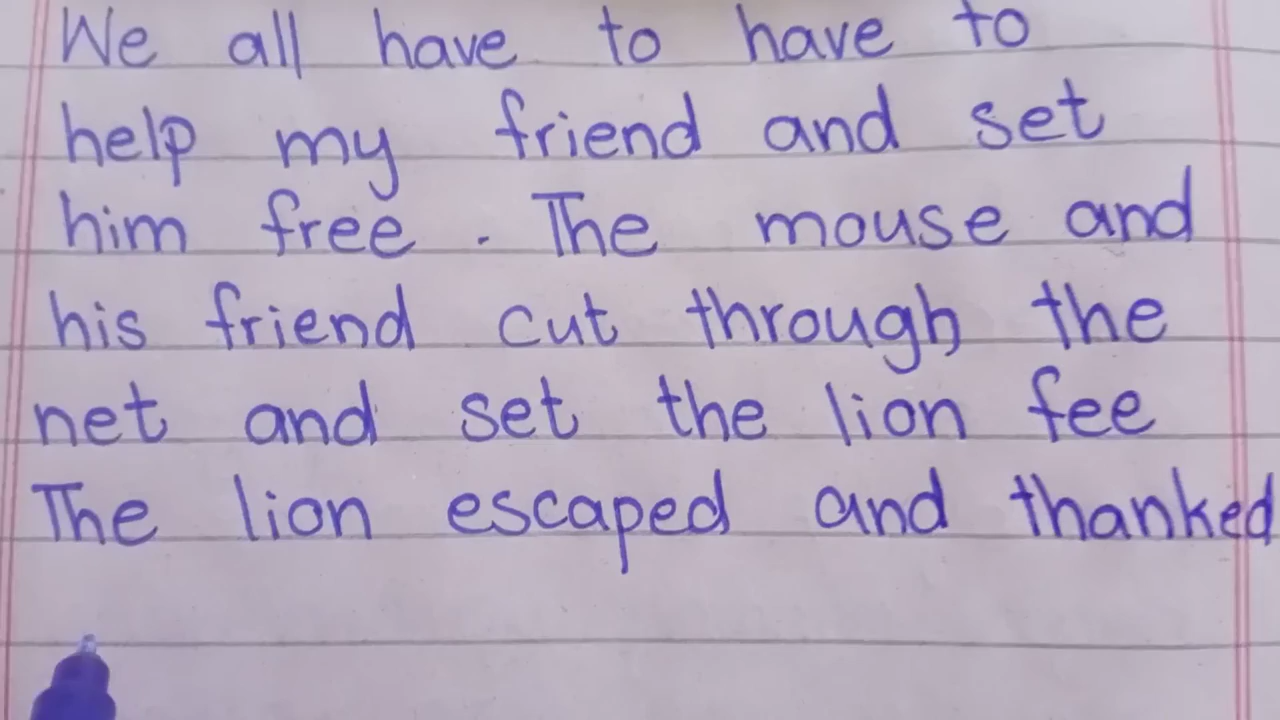 We all have to have to
help my friend and set
him free . The mouse and
his friend cut through the
net and set the lion fee
The lion escaped and thanked